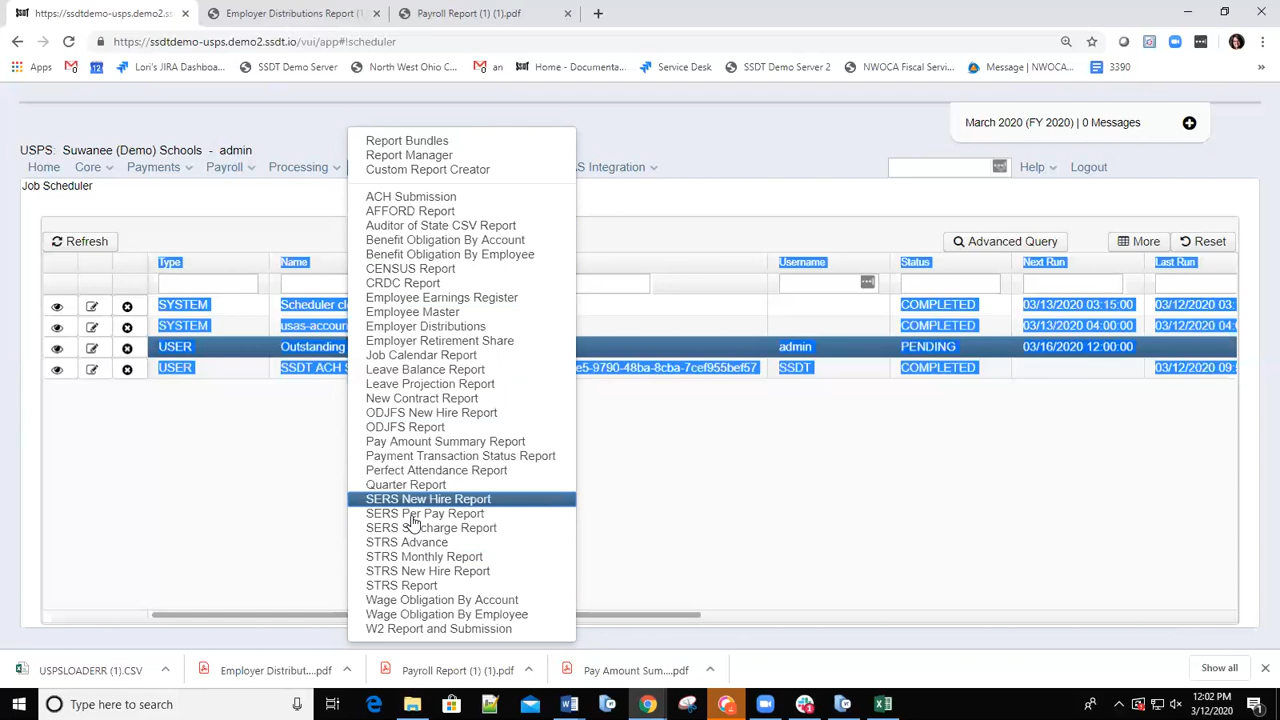 https://ssdtdemo-usps.demo2.ss
Employer Distributions Report (1)
Payroll Report (1) (1).pdf
https://ssdtdemo-usps.demo2.ssdt.io/vui/app#!scheduler
Apps
Lori's JIRA Dashboa...
SSDT Demo Server
North West Ohio C...
an
Home - Documenta...
Service Desk
SSDT Demo Server 2
NWOCA Fiscal Servi...
Message | NWOCA...
3390
March 2020 (FY 2020) | 0 Messages
USPS: Suwanee (Demo) Schools - admin
Home
Core
Payments
Payroll
Processing
AS Integration
Help
Logout
Job Scheduler
Refresh
Advanced Query
More
Reset
Type
Name
Username
Status
Next Run
Last Run
SYSTEM
Scheduler cl
COMPLETED
03/13/2020 03:15:00
03/12/2020 03:
SYSTEM
usas-accoun
COMPLETED
03/13/2020 04:00:00
03/12/2020 04:
USER
Outstanding
admin
PENDING
03/16/2020 12:00:00
USER
SSDT ACH S
e5-9790-48ba-8cba-7cef955bef57
SSDT
COMPLETED
03/12/2020 09:
Report Bundles
Report Manager
Custom Report Creator
ACH Submission
AFFORD Report
Auditor of State CSV Report
Benefit Obligation By Account
Benefit Obligation By Employee
CENSUS Report
CRDC Report
Employee Earnings Register
Employee Master
Employer Distributions
Employer Retirement Share
Job Calendar Report
Leave Balance Report
Leave Projection Report
New Contract Report
ODJFS New Hire Report
ODJFS Report
Pay Amount Summary Report
Payment Transaction Status Report
Perfect Attendance Report
Quarter Report
SERS New Hire Report
SERS Per Pay Report
SERS Surcharge Report
STRS Advance
STRS Monthly Report
STRS New Hire Report
STRS Report
Wage Obligation By Account
Wage Obligation By Employee
W2 Report and Submission
USPSLOADERR (1).CSV
Employer Distribut....pdf
Payroll Report (1) (1).pdf
Pay Amount Sum....pdf
Show all
Type here to search
12:02 PM
3/12/2020